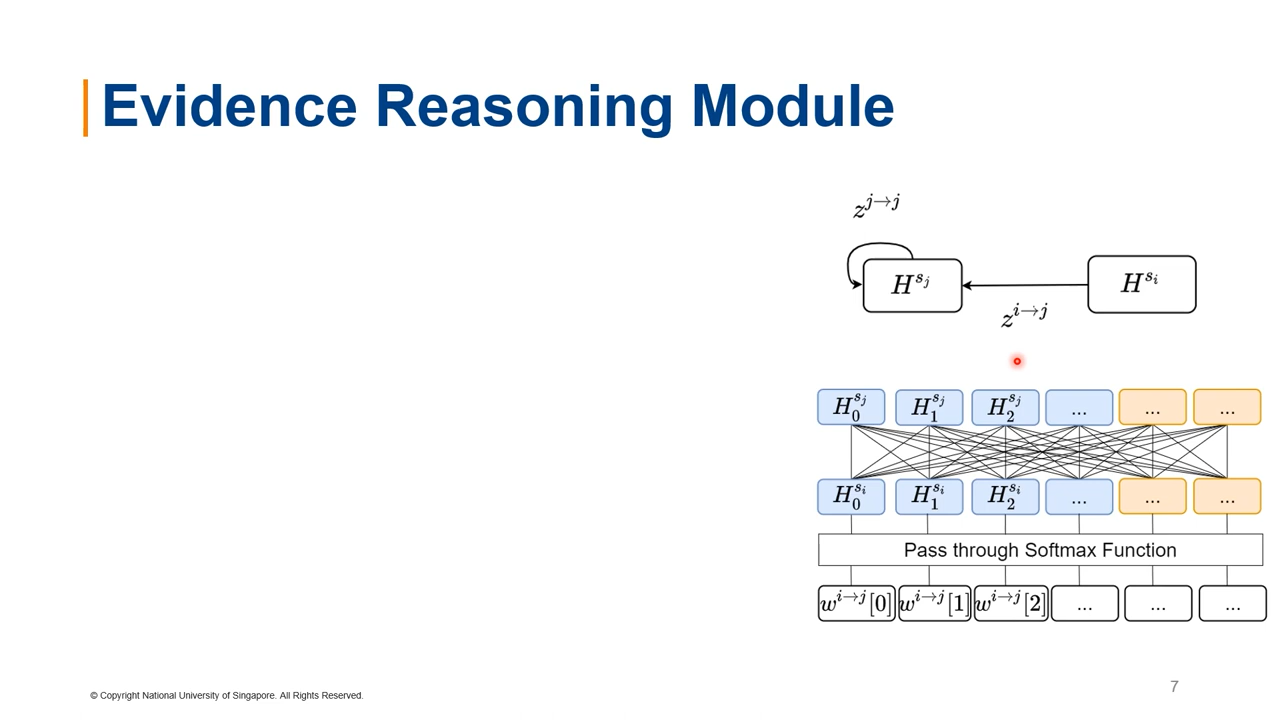 Evidence Reasoning Module
z^{j→j}
H^{s_j} H^{s_i}
z^{i→j}
H_0^{s_j} H_1^{s_j} H_2^{s_j} ... ... ...
H_0^{s_i} H_1^{s_i} H_2^{s_i} ... ... ...
Pass through Softmax Function
w^{i→j}[0] w^{i→j}[1] w^{i→j}[2] ... ... ...
© Copyright National University of Singapore. All Rights Reserved.
7